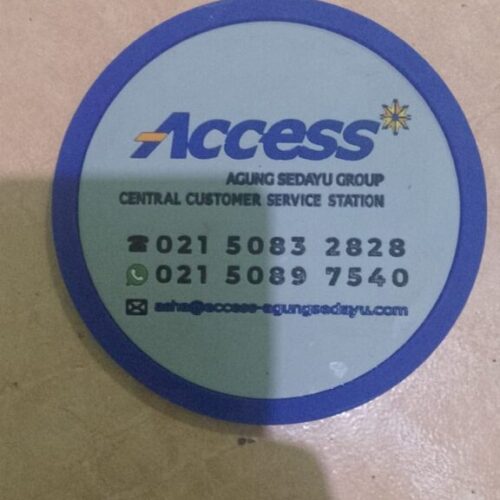 Access
AGUNG SEDAYU GROUP
CENTRAL CUSTOMER SERVICE STATION
021 5083 2828
021 5089 7540